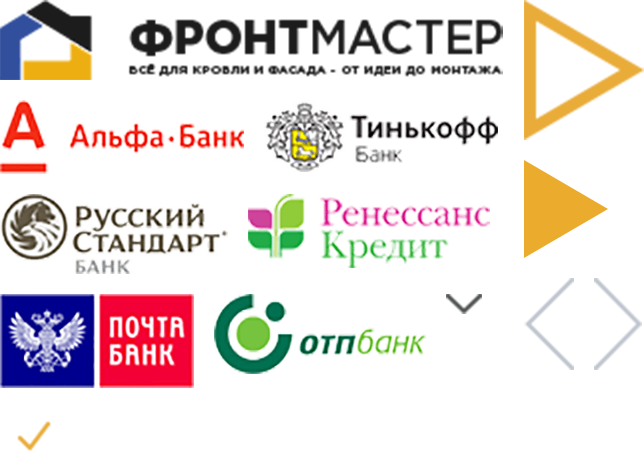 ФРОНТМАСТЕР
ВСЁ ДЛЯ КРОВЛИ И ФАСАДА - ОТ ИДЕИ ДО МОНТАЖА
А
Альфа·Банк
Тинькофф
Банк
Русский
Стандарт®
БАНК
Ренессанс
Кредит
ПОЧТА
БАНК
отпбанк